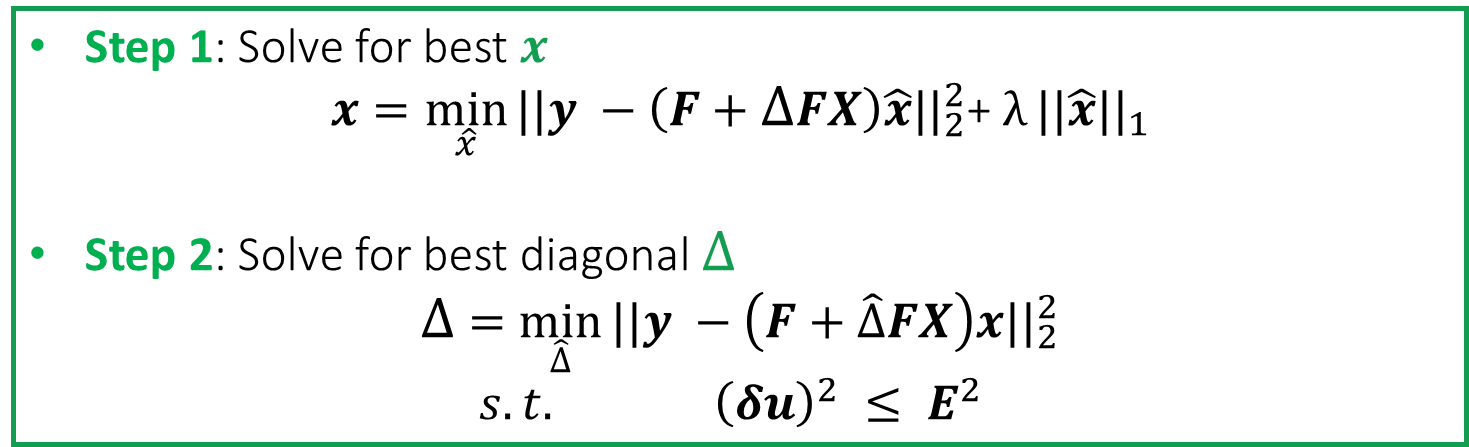 • Step 1: Solve for best x
x = min_x̂ ||y − (F + ΔFX)x̂||₂² + λ ||x̂||₁
• Step 2: Solve for best diagonal Δ
Δ = min_Δ̂ ||y − (F + Δ̂FX)x||₂²
s.t. (δu)² ≤ E²